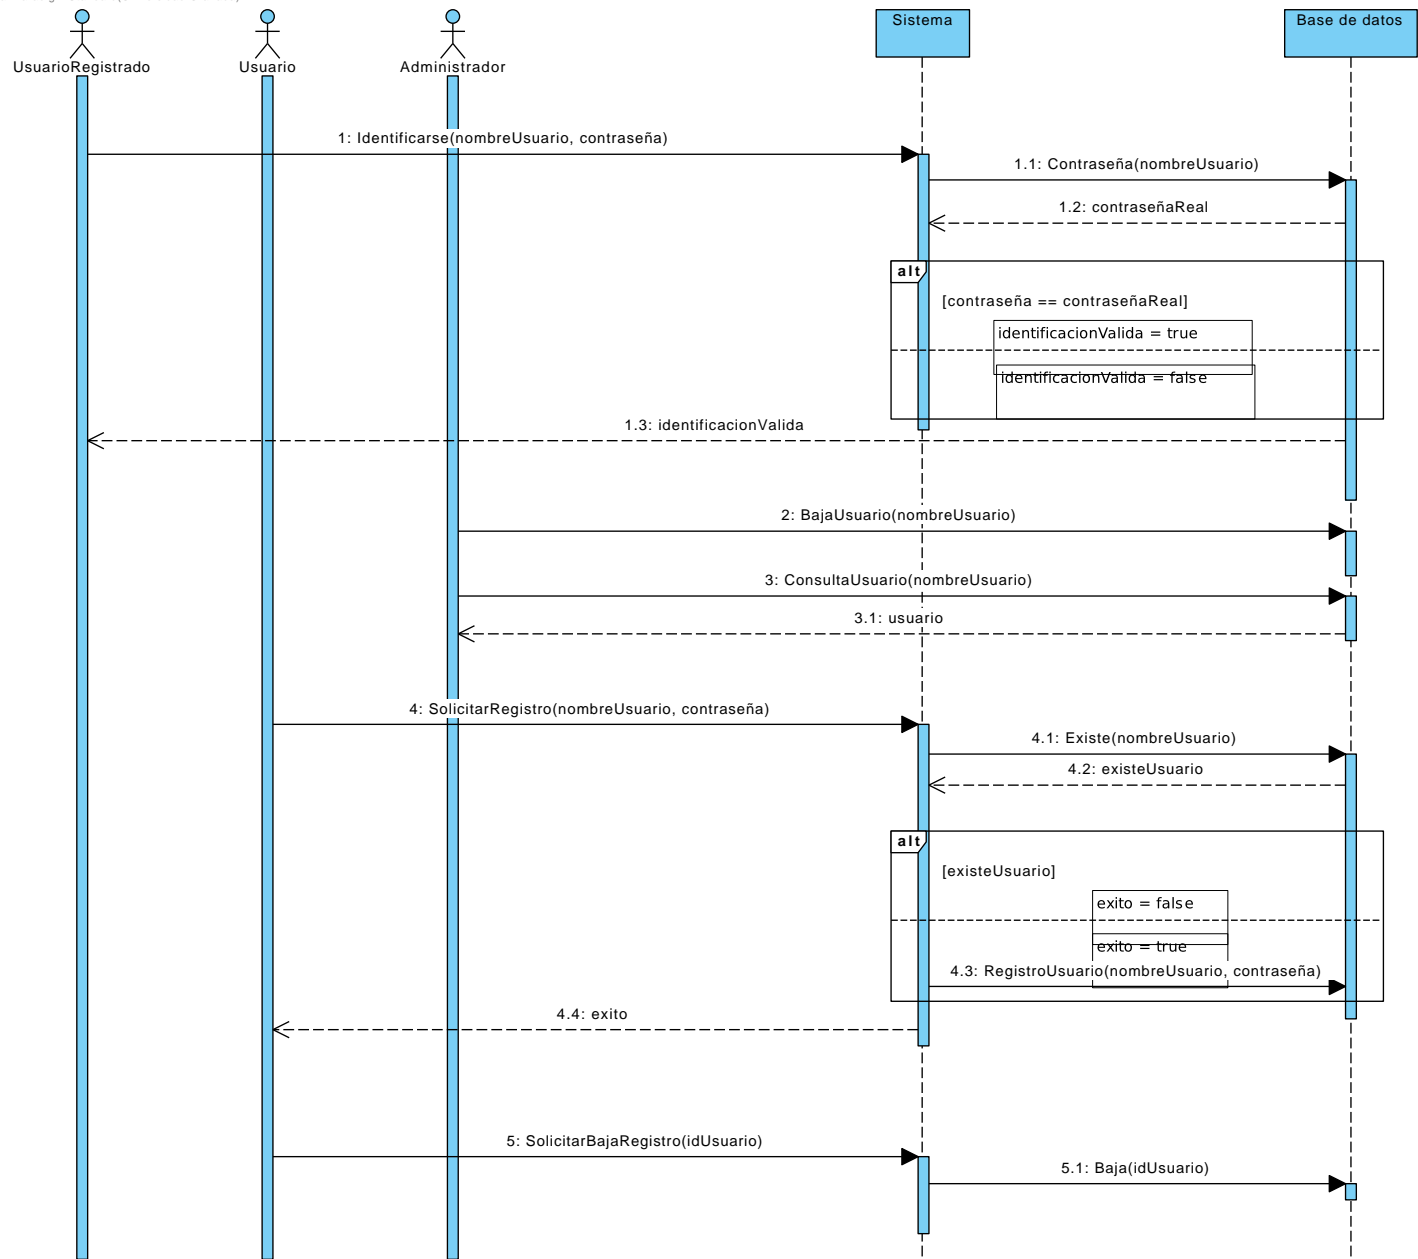 Sistema
Base de datos
UsuarioRegistrado
Usuario
Administrador
1: Identificarse(nombreUsuario, contraseña)
1.1: Contraseña(nombreUsuario)
1.2: contraseñaReal
alt
[contraseña == contraseñaReal]
identificacionValida = true
identificacionValida = false
1.3: identificacionValida
2: BajaUsuario(nombreUsuario)
3: ConsultaUsuario(nombreUsuario)
3.1: usuario
4: SolicitarRegistro(nombreUsuario, contraseña)
4.1: Existe(nombreUsuario)
4.2: existeUsuario
alt
[existeUsuario]
exito = false
exito = true
4.3: RegistroUsuario(nombreUsuario, contraseña)
4.4: exito
5: SolicitarBajaRegistro(idUsuario)
5.1: Baja(idUsuario)